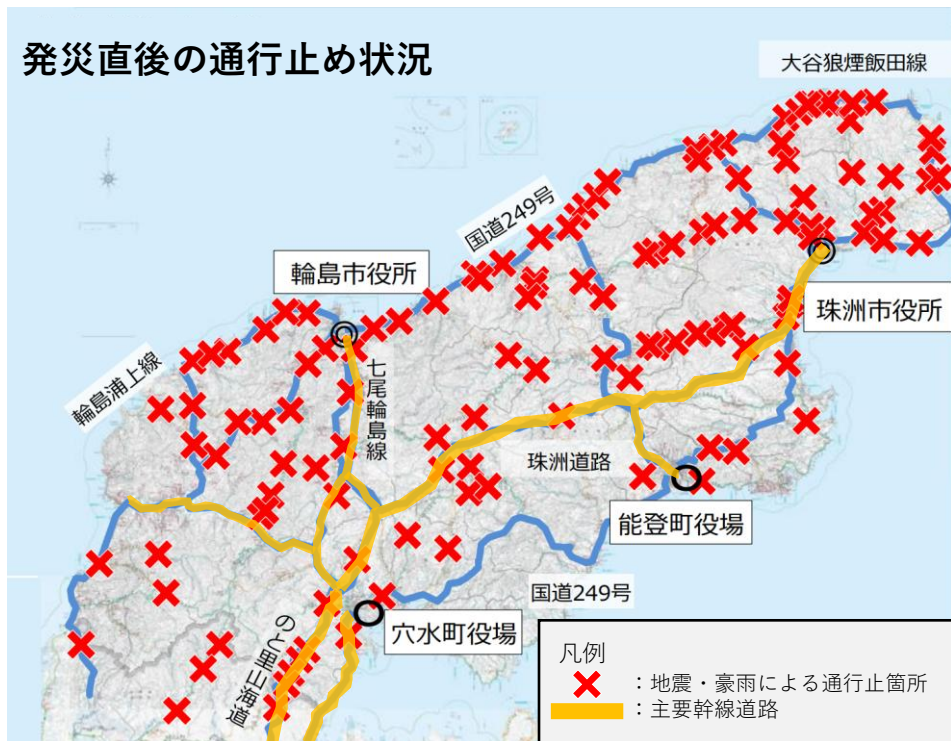 発災直後の通行止め状況
大谷狼煙飯田線
国道249号
輪島市役所
珠洲市役所
輪島浦上線
七尾輪島線
珠洲道路
能登町役場
国道249号
穴水町役場
のと里山海道
凡例
：地震・豪雨による通行止箇所
：主要幹線道路